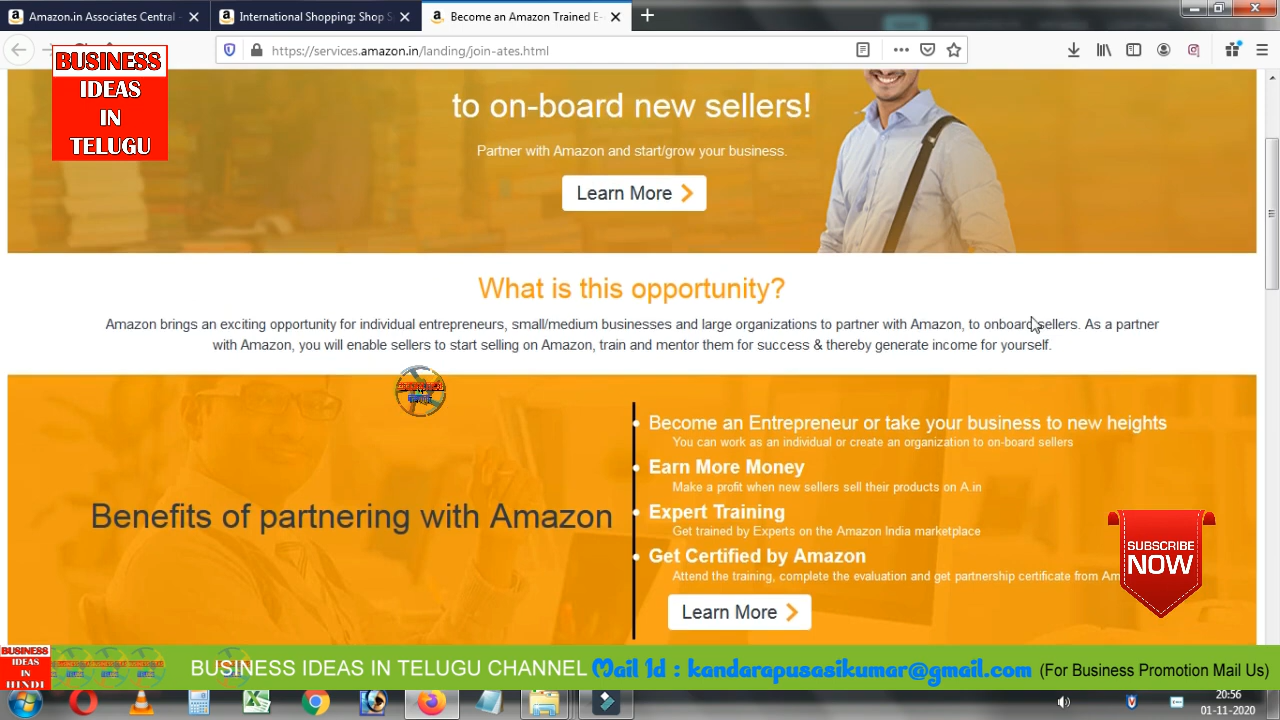 Amazon.in Associates Central -
International Shopping: Shop S
Become an Amazon Trained E-
https://services.amazon.in/landing/join-ates.html
BUSINESS
IDEAS
IN
TELUGU
to on-board new sellers!
Partner with Amazon and start/grow your business.
Learn More
What is this opportunity?
Amazon brings an exciting opportunity for individual entrepreneurs, small/medium businesses and large organizations to partner with Amazon, to onboard sellers. As a partner
with Amazon, you will enable sellers to start selling on Amazon, train and mentor them for success & thereby generate income for yourself.
Benefits of partnering with Amazon
Become an Entrepreneur or take your business to new heights
You can work as an individual or create an organization to on-board sellers
Earn More Money
Make a profit when new sellers sell their products on A.in
Expert Training
Get trained by Experts on the Amazon India marketplace
Get Certified by Amazon
Attend the training, complete the evaluation and get partnership certificate from Am
Learn More
SUBSCRIBE
NOW
BUSINESS
IDEAS
IN
HINDI
BUSINESS IDEAS IN TELUGU CHANNEL Mail Id : kandarapusasikumar@gmail.com (For Business Promotion Mail Us)
20:56
01-11-2020